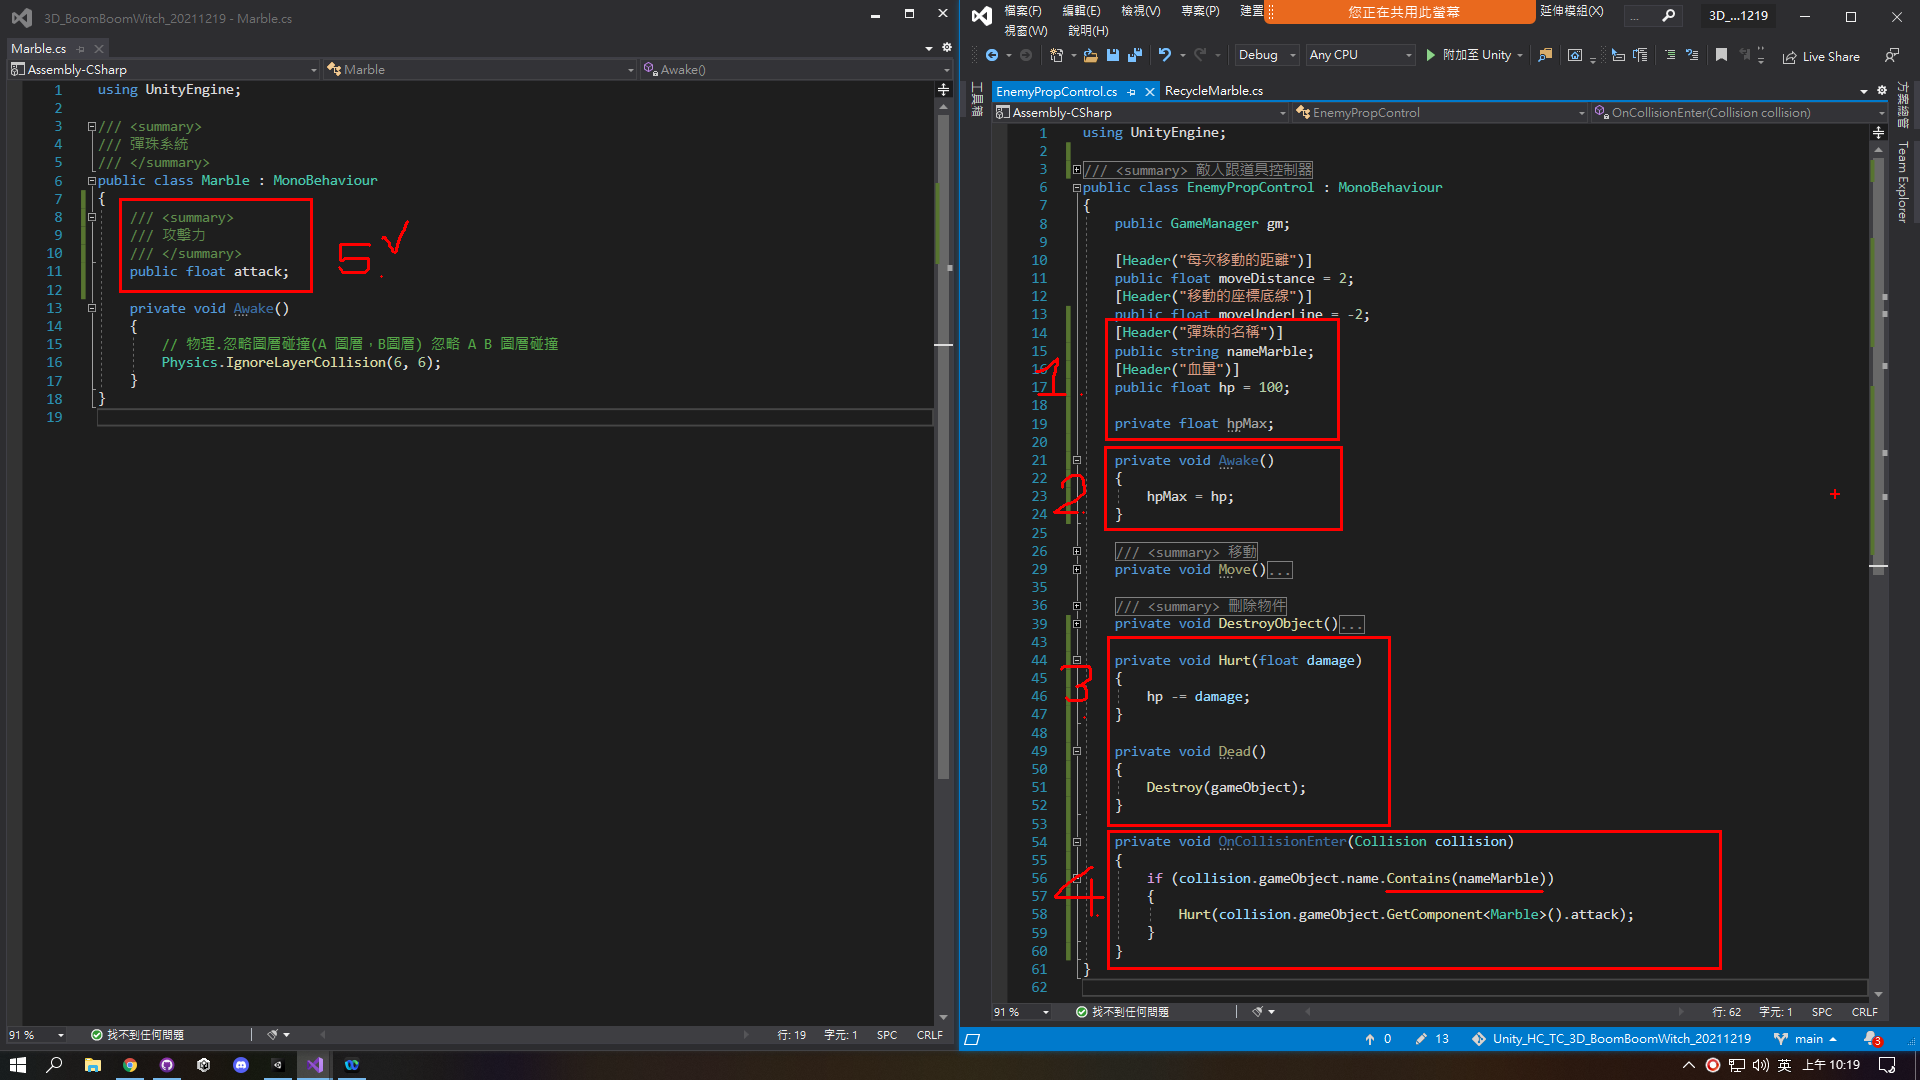 3D_BoomBoomWitch_20211219 - Marble.cs
Marble.cs
Assembly-CSharp
Marble
Awake()
1 using UnityEngine;
2
3 /// <summary>
4 /// 彈珠系統
5 /// </summary>
6 public class Marble : MonoBehaviour
7 {
8 /// <summary>
9 /// 攻擊力
10 /// </summary>
11 public float attack;
12
13 private void Awake()
14 {
15 // 物理.忽略圖層碰撞(A 圖層，B圖層) 忽略 A B 圖層碰撞
16 Physics.IgnoreLayerCollision(6, 6);
17 }
18 }
19
5.
91 %
找不到任何問題
行: 19
字元: 1
SPC
CRLF
檔案(F) 編輯(E) 檢視(V) 專案(P) 建置
您正在共用此螢幕
延伸模組(X)
...
3D_...1219
視窗(W) 說明(H)
Debug
Any CPU
附加至 Unity
Live Share
工具箱
EnemyPropControl.cs
RecycleMarble.cs
Assembly-CSharp
EnemyPropControl
OnCollisionEnter(Collision collision)
方案總管
Team Explorer
1 using UnityEngine;
2
3 /// <summary> 敵人跟道具控制器
6 public class EnemyPropControl : MonoBehaviour
7 {
8 public GameManager gm;
9
10 [Header("每次移動的距離")]
11 public float moveDistance = 2;
12 [Header("移動的座標底線")]
13 public float moveUnderLine = -2;
14 [Header("彈珠的名稱")]
15 public string nameMarble;
16 [Header("血量")]
17 public float hp = 100;
18
19 private float hpMax;
20
21 private void Awake()
22 {
23 hpMax = hp;
24 }
25
26 /// <summary> 移動
29 private void Move()...
35
36 /// <summary> 刪除物件
39 private void DestroyObject()...
43
44 private void Hurt(float damage)
45 {
46 hp -= damage;
47 }
48
49 private void Dead()
50 {
51 Destroy(gameObject);
52 }
53
54 private void OnCollisionEnter(Collision collision)
55 {
56 if (collision.gameObject.name.Contains(nameMarble))
57 {
58 Hurt(collision.gameObject.GetComponent<Marble>().attack);
59 }
60 }
61 }
62
1.
2.
3.
4.
91 %
找不到任何問題
行: 62
字元: 1
SPC
CRLF
0
13
Unity_HC_TC_3D_BoomBoomWitch_20211219
main
3
英
上午 10:19